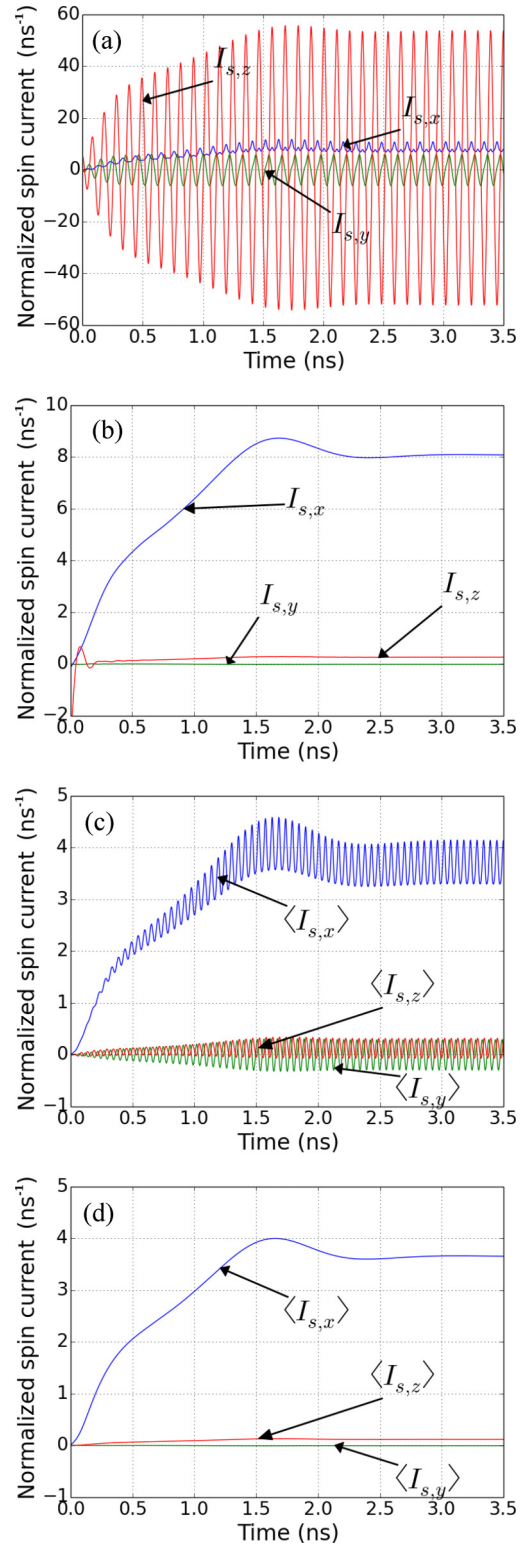 (a)
Normalized spin current (ns⁻¹)
60
40
20
0
−20
−40
−60
I_{s,z}
I_{s,x}
I_{s,y}
0.0 0.5 1.0 1.5 2.0 2.5 3.0 3.5
Time (ns)
(b)
Normalized spin current (ns⁻¹)
10
8
6
4
2
0
−2
I_{s,x}
I_{s,y}
I_{s,z}
0.0 0.5 1.0 1.5 2.0 2.5 3.0 3.5
Time (ns)
(c)
Normalized spin current (ns⁻¹)
5
4
3
2
1
0
−1
⟨I_{s,x}⟩
⟨I_{s,z}⟩
⟨I_{s,y}⟩
0.0 0.5 1.0 1.5 2.0 2.5 3.0 3.5
Time (ns)
(d)
Normalized spin current (ns⁻¹)
5
4
3
2
1
0
−1
⟨I_{s,x}⟩
⟨I_{s,z}⟩
⟨I_{s,y}⟩
0.0 0.5 1.0 1.5 2.0 2.5 3.0 3.5
Time (ns)